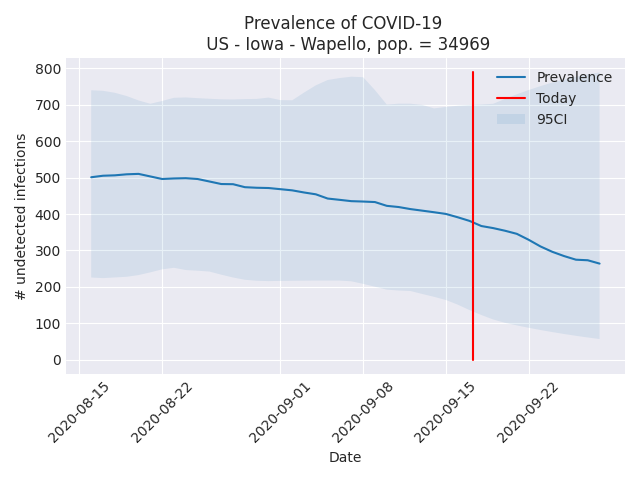 Prevalence of COVID-19
US - Iowa - Wapello, pop. = 34969
800
700
600
500
400
300
200
100
0
# undetected infections
Prevalence
Today
95CI
2020-08-15
2020-08-22
2020-09-01
2020-09-08
2020-09-15
2020-09-22
Date